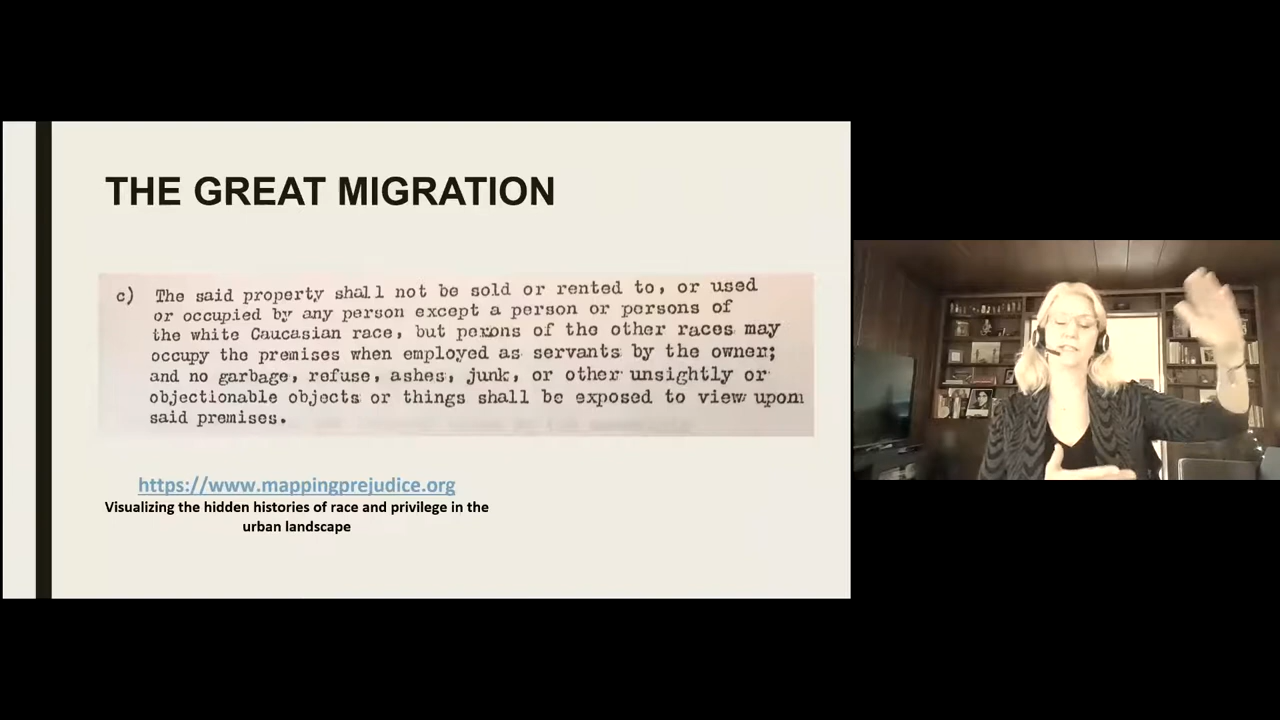 THE GREAT MIGRATION
c) The said property shall not be sold or rented to, or used
or occupied by any person except a person or persons of
the white Caucasian race, but perons of the other races may
occupy the premises when employed as servants by the owner;
and no garbage, refuse, ashes, junk, or other unsightly or
objectionable objects or things shall be exposed to view upon
said premises.
https://www.mappingprejudice.org
Visualizing the hidden histories of race and privilege in the
urban landscape